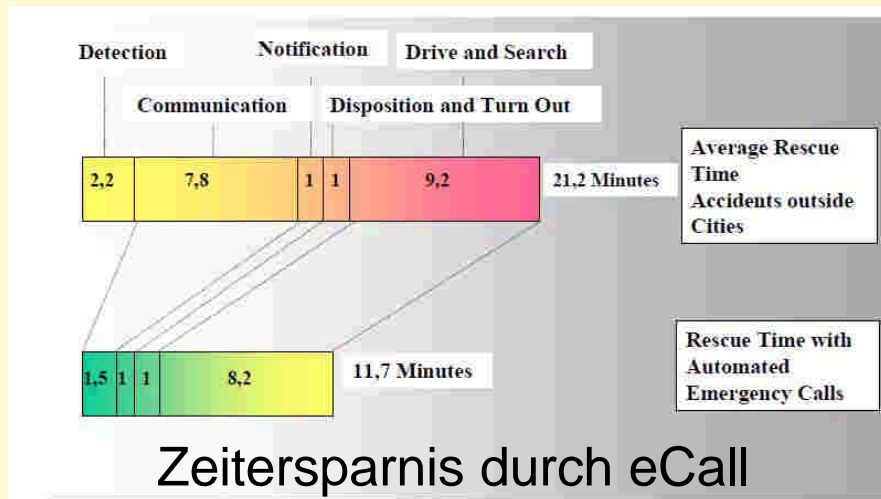 Detection
Notification
Drive and Search
Communication
Disposition and Turn Out
2,2
7,8
1
1
9,2
21,2 Minutes
Average Rescue
Time
Accidents outside
Cities
1,5
1
1
8,2
11,7 Minutes
Rescue Time with
Automated
Emergency Calls
Zeitersparnis durch eCall